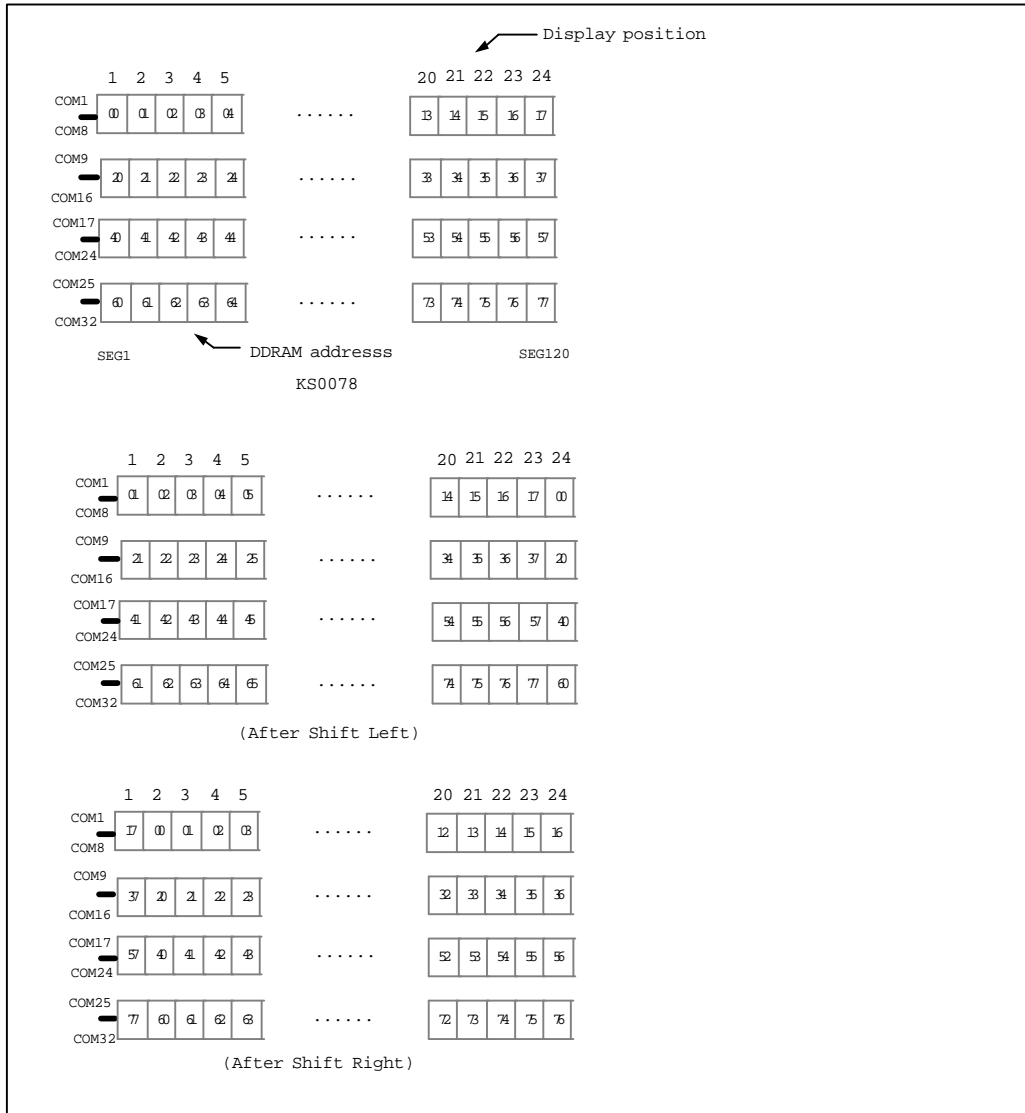 Display position
1 2 3 4 5 20 21 22 23 24
COM1
00 01 02 03 04 ...... 13 14 15 16 17
COM8
COM9
20 21 22 23 24 ...... 33 34 35 36 37
COM16
COM17
40 41 42 43 44 ...... 53 54 55 56 57
COM24
COM25
60 61 62 63 64 ...... 73 74 75 76 77
COM32
SEG1 DDRAM addresss SEG120
KS0078
1 2 3 4 5 20 21 22 23 24
COM1
01 02 03 04 05 ...... 14 15 16 17 00
COM8
COM9
21 22 23 24 25 ...... 34 35 36 37 20
COM16
COM17
41 42 43 44 45 ...... 54 55 56 57 40
COM24
COM25
61 62 63 64 65 ...... 74 75 76 77 60
COM32
(After Shift Left)
1 2 3 4 5 20 21 22 23 24
COM1
17 00 01 02 03 ...... 12 13 14 15 16
COM8
COM9
37 20 21 22 23 ...... 32 33 34 35 36
COM16
COM17
57 40 41 42 43 ...... 52 53 54 55 56
COM24
COM25
77 60 61 62 63 ...... 72 73 74 75 76
COM32
(After Shift Right)